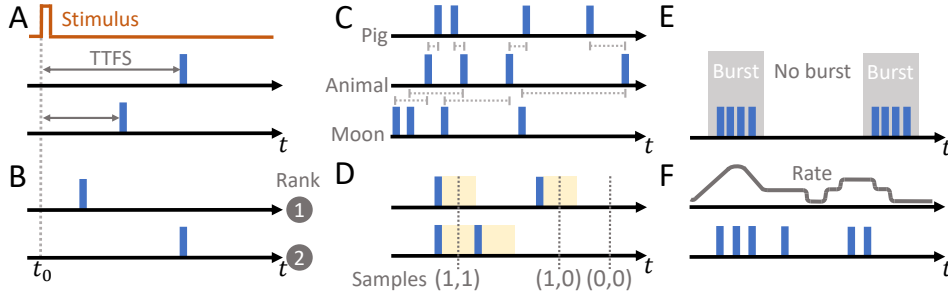 A
Stimulus
TTFS
t
B
Rank
1
2
t₀
t
C
Pig
Animal
Moon
t
D
Samples (1,1) (1,0) (0,0)
t
E
Burst No burst Burst
t
F
Rate
t